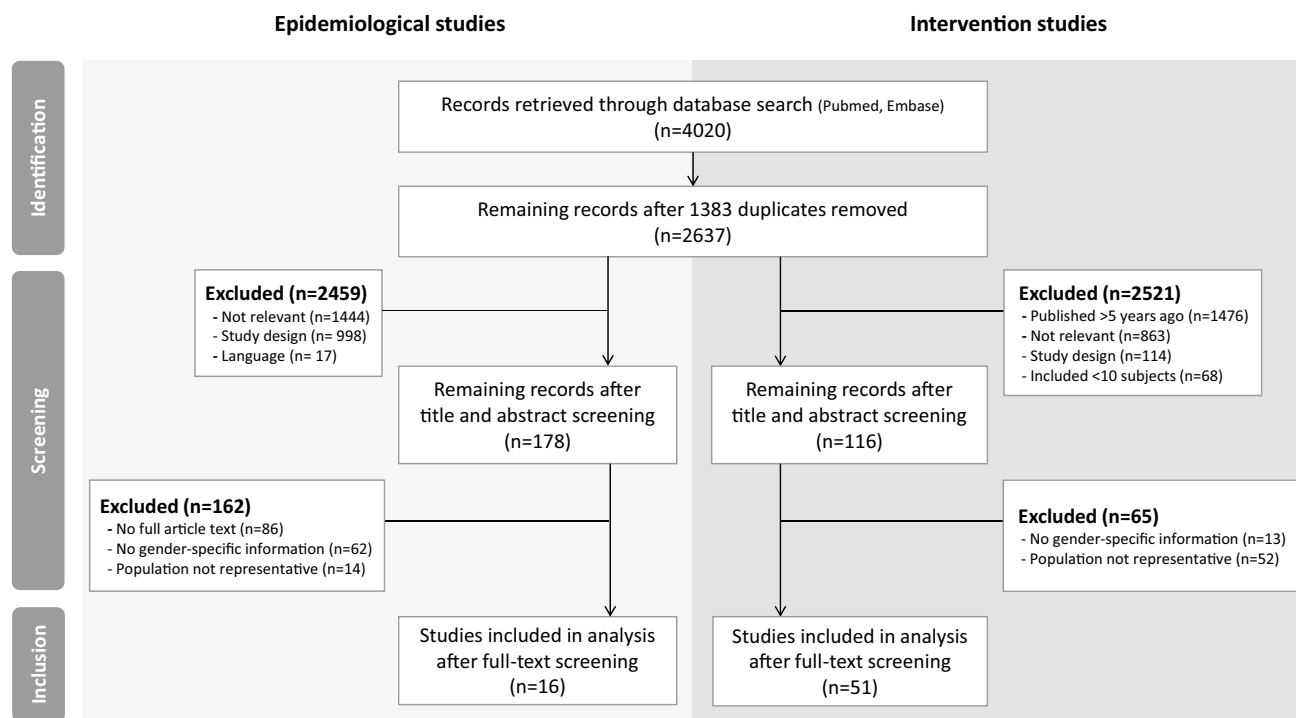 Epidemiological studies
Intervention studies
Identification
Records retrieved through database search (Pubmed, Embase)
(n=4020)
Remaining records after 1383 duplicates removed
(n=2637)
Screening
Excluded (n=2459)
- Not relevant (n=1444)
- Study design (n= 998)
- Language (n= 17)
Excluded (n=2521)
- Published >5 years ago (n=1476)
- Not relevant (n=863)
- Study design (n=114)
- Included <10 subjects (n=68)
Remaining records after
title and abstract screening
(n=178)
Remaining records after
title and abstract screening
(n=116)
Excluded (n=162)
- No full article text (n=86)
- No gender-specific information (n=62)
- Population not representative (n=14)
Excluded (n=65)
- No gender-specific information (n=13)
- Population not representative (n=52)
Inclusion
Studies included in analysis
after full-text screening
(n=16)
Studies included in analysis
after full-text screening
(n=51)